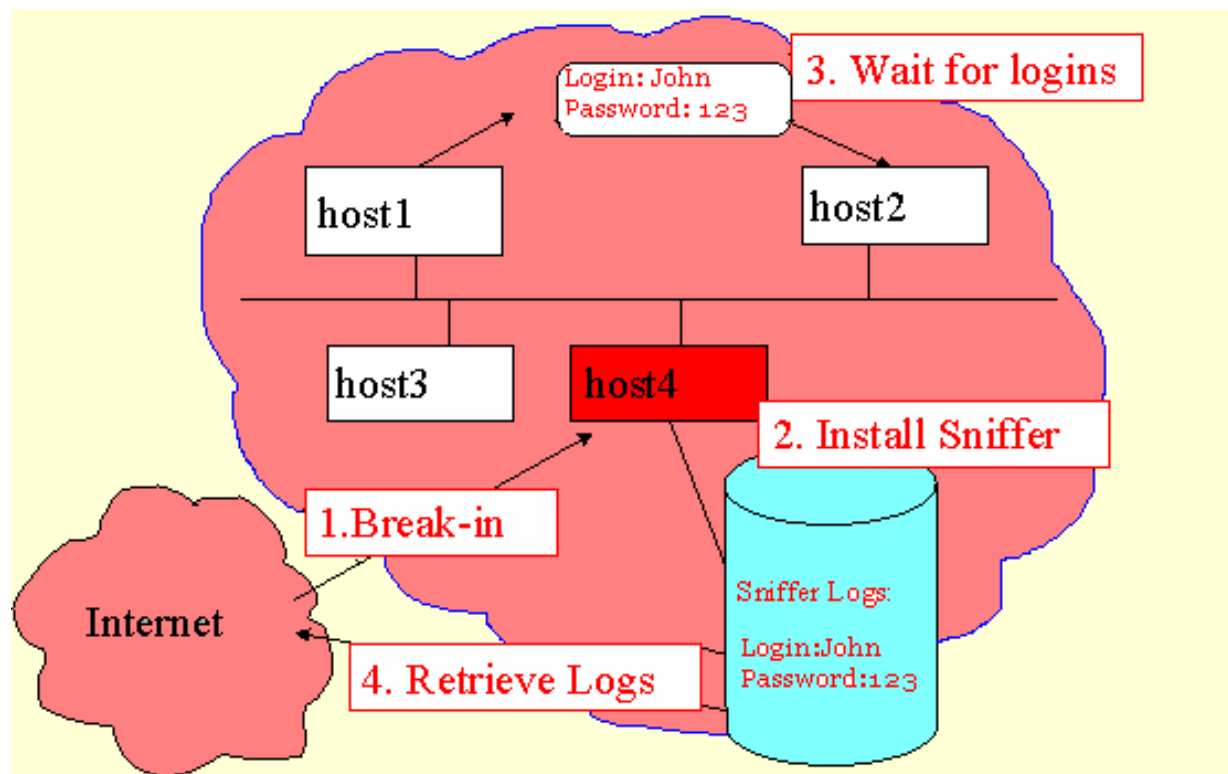 Login: John
Password: 123
3. Wait for logins
host1
host2
host3
host4
2. Install Sniffer
1.Break-in
Internet
Sniffer Logs:
Login:John
Password:123
4. Retrieve Logs